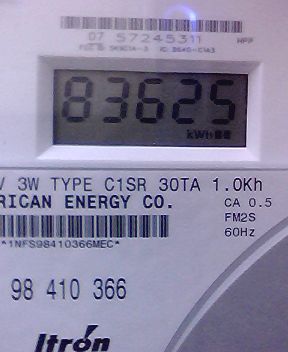 07 57245311
83625
kWh
V 3W TYPE C1SR 30TA 1.0Kh
RICAN ENERGY CO.
CA 0.5
FM2S
60Hz
*1NFS98410366MEC*
98 410 366
Itrón